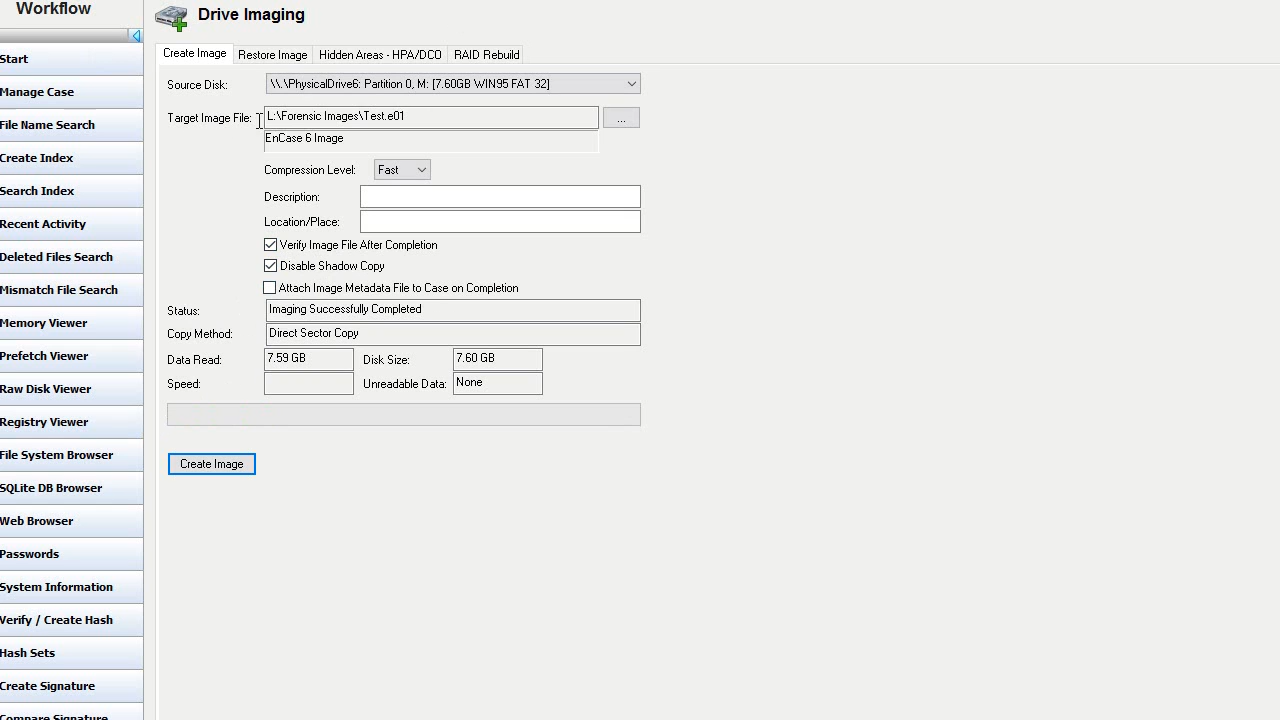 Workflow
Start
Manage Case
File Name Search
Create Index
Search Index
Recent Activity
Deleted Files Search
Mismatch File Search
Memory Viewer
Prefetch Viewer
Raw Disk Viewer
Registry Viewer
File System Browser
SQLite DB Browser
Web Browser
Passwords
System Information
Verify / Create Hash
Hash Sets
Create Signature
Compare Signature
Drive Imaging
Create Image Restore Image Hidden Areas - HPA/DCO RAID Rebuild
Source Disk: \\.\PhysicalDrive6: Partition 0, M: [7.60GB WIN95 FAT 32]
Target Image File: L:\Forensic Images\Test.e01 ...
EnCase 6 Image
Compression Level: Fast
Description:
Location/Place:
Verify Image File After Completion
Disable Shadow Copy
Attach Image Metadata File to Case on Completion
Status: Imaging Successfully Completed
Copy Method: Direct Sector Copy
Data Read: 7.59 GB Disk Size: 7.60 GB
Speed: Unreadable Data: None
Create Image